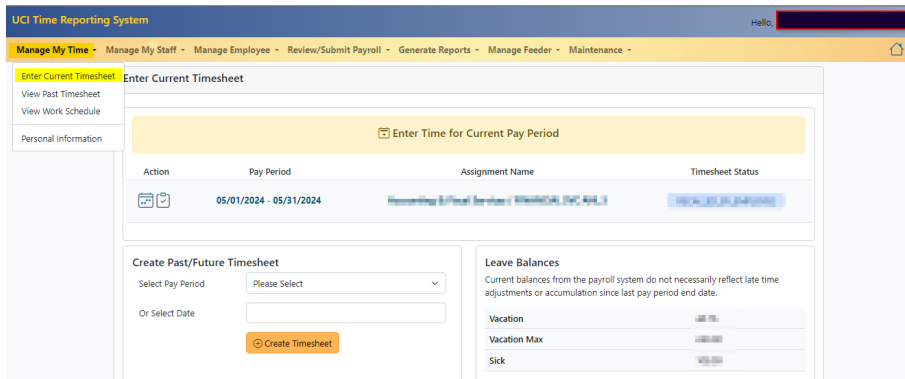 UCI Time Reporting System
Hello,
Manage My Time Manage My Staff Manage Employee Review/Submit Payroll Generate Reports Manage Feeder Maintenance
Enter Current Timesheet
View Past Timesheet
View Work Schedule
Personal Information
Enter Current Timesheet
Enter Time for Current Pay Period
Action Pay Period Assignment Name Timesheet Status
05/01/2024 - 05/31/2024
Create Past/Future Timesheet
Select Pay Period Please Select
Or Select Date
Create Timesheet
Leave Balances
Current balances from the payroll system do not necessarily reflect late time
adjustments or accumulation since last pay period end date.
Vacation
Vacation Max
Sick